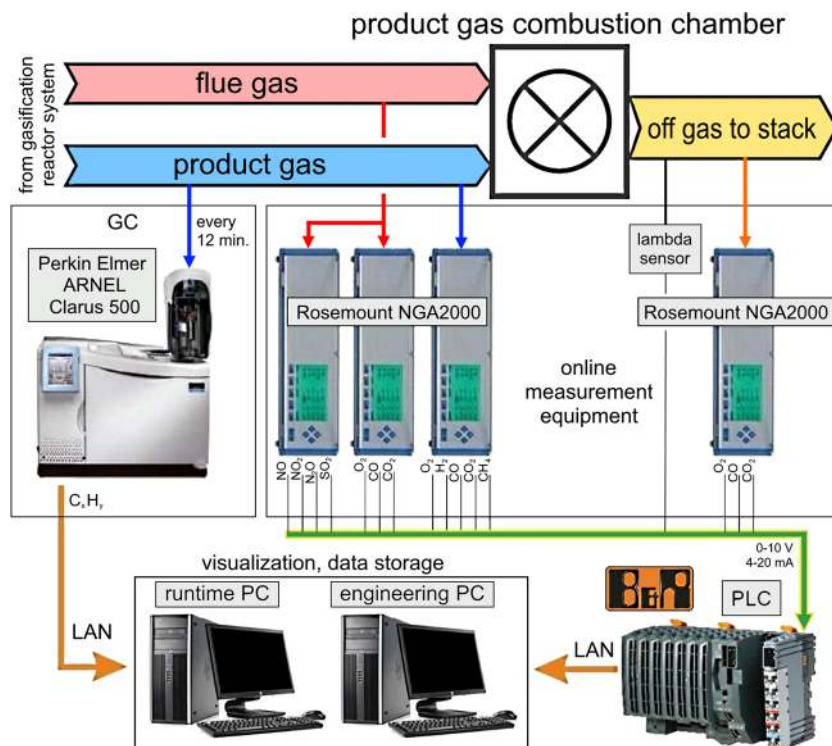 product gas combustion chamber
from gasification
reactor system
flue gas
product gas
off gas to stack
GC
every
12 min.
Perkin Elmer
ARNEL
Clarus 500
lambda
sensor
Rosemount NGA2000
Rosemount NGA2000
online
measurement
equipment
NO
NO₂
N₂O
SO₂
O₂
CO
CO₂
O₂
H₂
CO
CO₂
CH₄
O₂
CO
CO₂
CₓHᵧ
0-10 V
4-20 mA
visualization, data storage
runtime PC
engineering PC
B&R
PLC
LAN
LAN